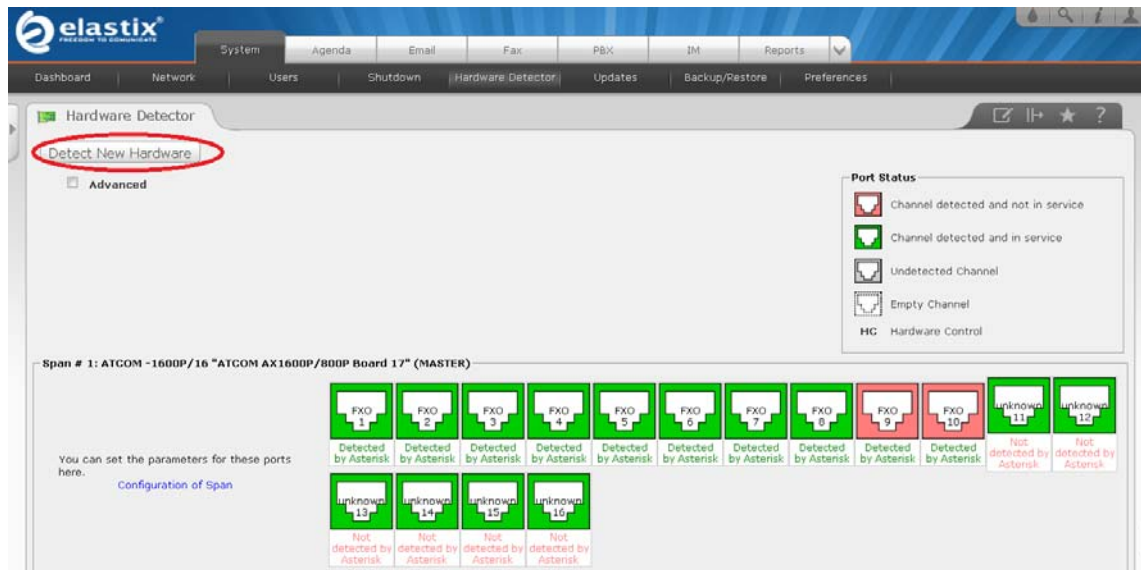 elastix®
FREEDOM TO COMMUNICATE
System Agenda Email Fax PBX IM Reports
Dashboard Network Users Shutdown Hardware Detector Updates Backup/Restore Preferences
Hardware Detector
Detect New Hardware
Advanced
Port Status
Channel detected and not in service
Channel detected and in service
Undetected Channel
Empty Channel
HC Hardware Control
Span # 1: ATCOM -1600P/16 "ATCOM AX1600P/800P Board 17" (MASTER)
You can set the parameters for these ports
here.
Configuration of Span
FXO
1
Detected
by Asterisk
FXO
2
Detected
by Asterisk
FXO
3
Detected
by Asterisk
FXO
4
Detected
by Asterisk
FXO
5
Detected
by Asterisk
FXO
6
Detected
by Asterisk
FXO
7
Detected
by Asterisk
FXO
8
Detected
by Asterisk
FXO
9
Detected
by Asterisk
FXO
10
Detected
by Asterisk
unknown
11
Not
detected by
Asterisk
unknown
12
Not
detected by
Asterisk
unknown
13
Not
detected by
Asterisk
unknown
14
Not
detected by
Asterisk
unknown
15
Not
detected by
Asterisk
unknown
16
Not
detected by
Asterisk